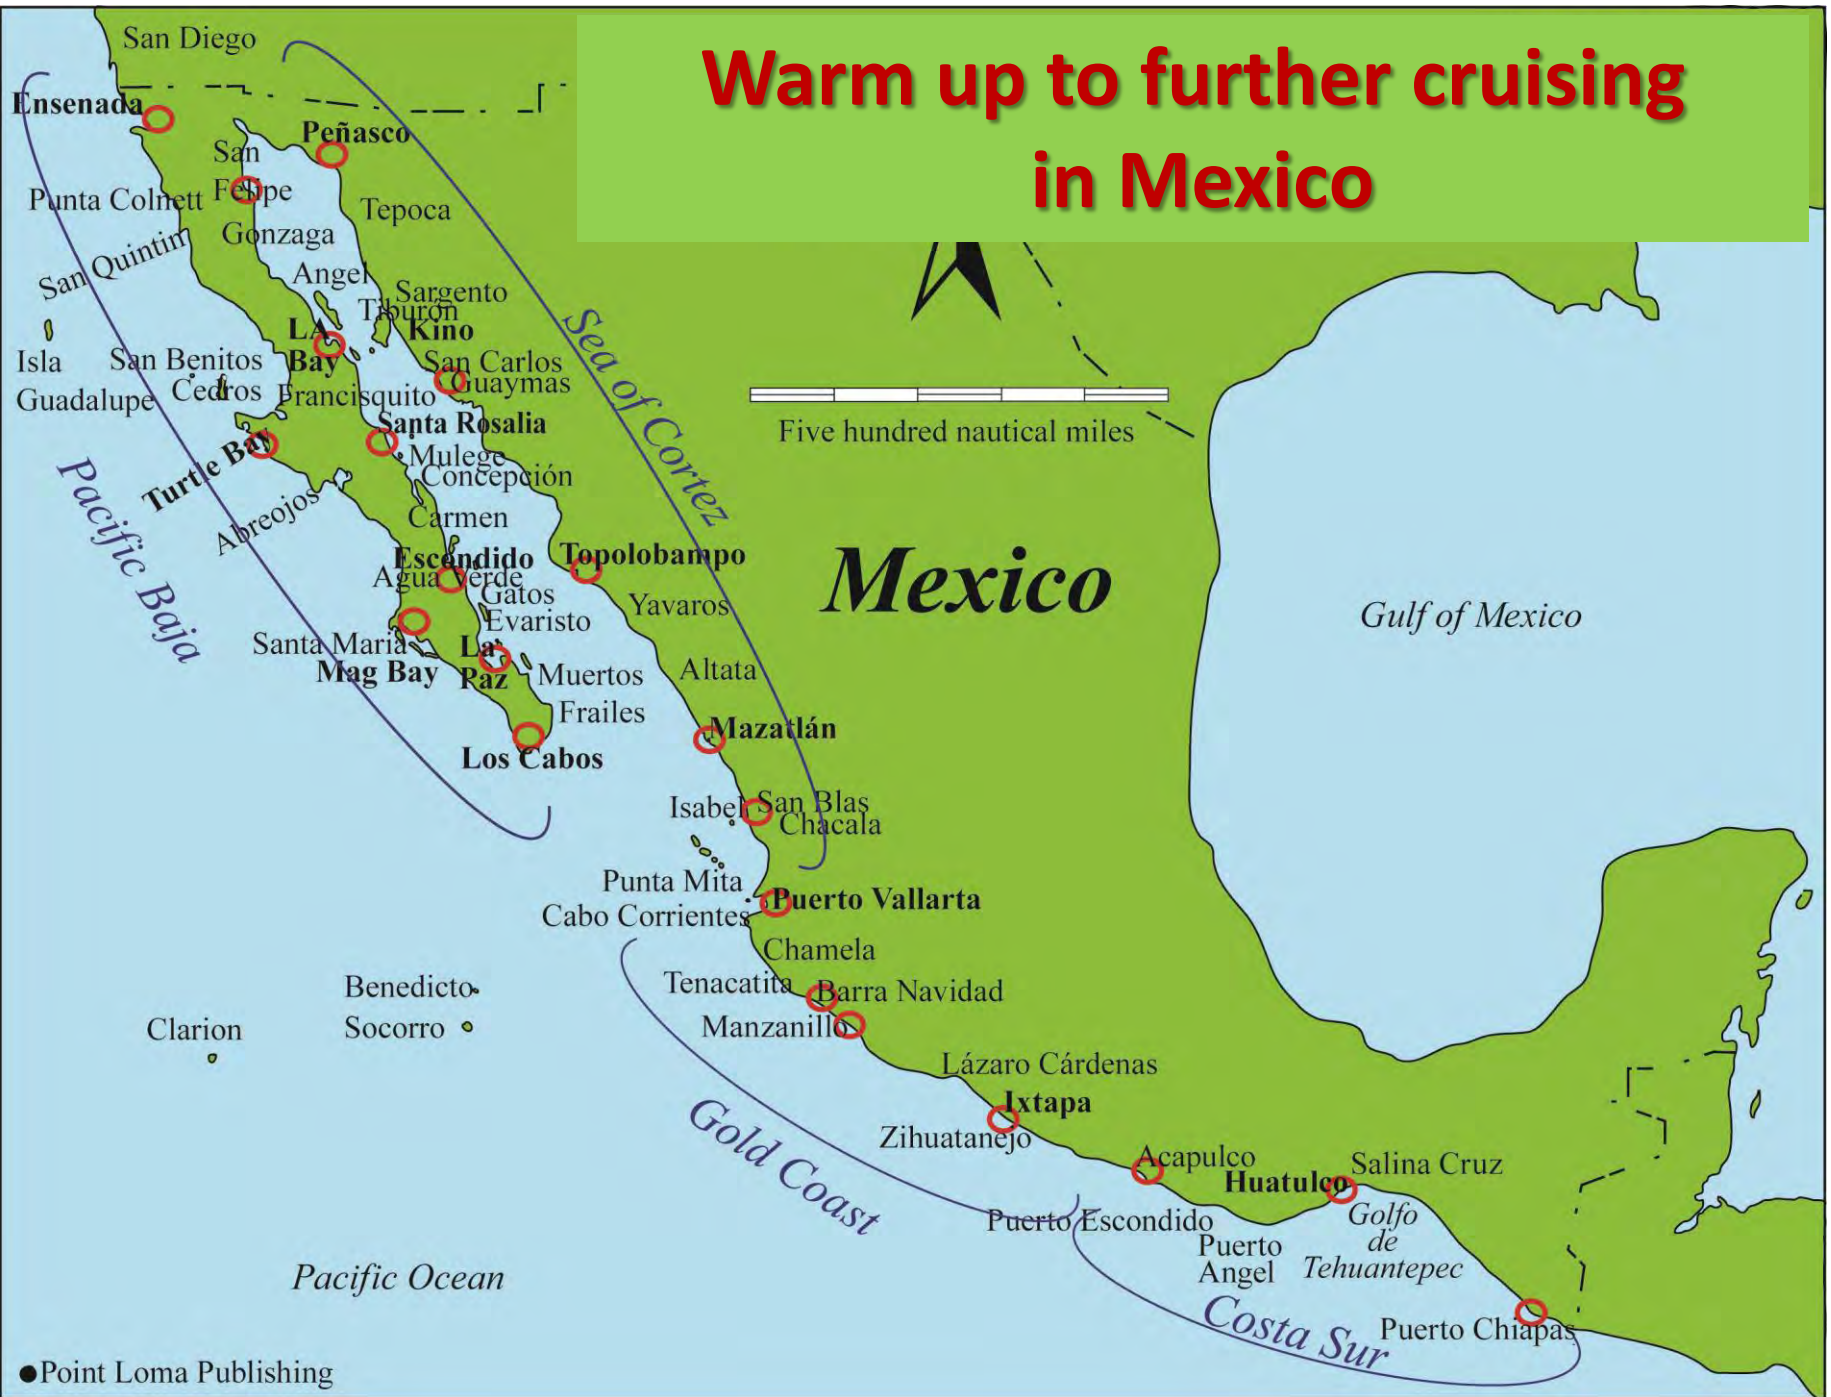 Warm up to further cruising
in Mexico
San Diego
Ensenada
Peñasco
San
Felipe
Punta Colnett
Tepoca
Gonzaga
San Quintin
Angel
Sargento
Tiburón
LA
Bay
Kino
Isla
Guadalupe
San Benitos
San Carlos
Cedros
Guaymas
Francisquito
Santa Rosalia
Turtle Bay
Mulege
Concepción
Abreojos
Carmen
Escondido
Agua Verde
Topolobampo
Gatos
Yavaros
Evaristo
Santa Maria
Mag Bay
La
Paz
Muertos
Altata
Frailes
Los Cabos
Mazatlán
Isabel
San Blas
Chacala
Punta Mita
Puerto Vallarta
Cabo Corrientes
Chamela
Tenacatita
Barra Navidad
Manzanillo
Benedicto
Socorro
Clarion
Lázaro Cárdenas
Ixtapa
Zihuatanejo
Acapulco
Huatulco
Salina Cruz
Puerto Escondido
Puerto
Angel
Golfo
de
Tehuantepec
Puerto Chiapas
Pacific Baja
Sea of Cortez
Gold Coast
Costa Sur
Five hundred nautical miles
Mexico
Gulf of Mexico
Pacific Ocean
●Point Loma Publishing